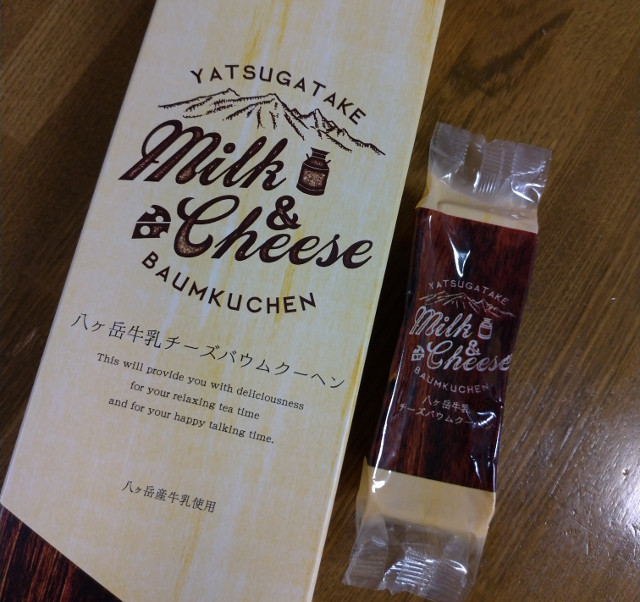 YATSUGATAKE
Milk
&
Cheese
BAUMKUCHEN
八ヶ岳牛乳チーズバウムクーヘン
This will provide you with deliciousness
for your relaxing tea time
and for your happy talking time.
八ヶ岳産牛乳使用
YATSUGATAKE
Milk
&
Cheese
BAUMKUCHEN
八ヶ岳牛乳
チーズバウムクーヘン